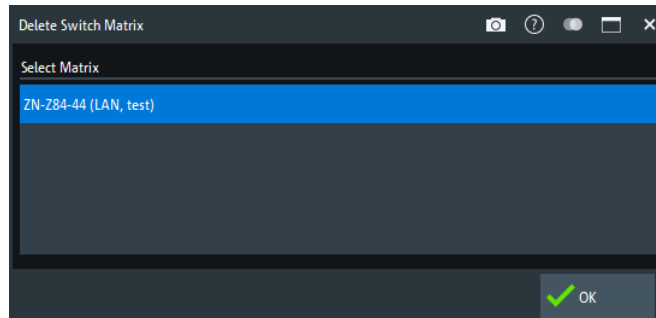 Delete Switch Matrix
Select Matrix
ZN-Z84-44 (LAN, test)
OK